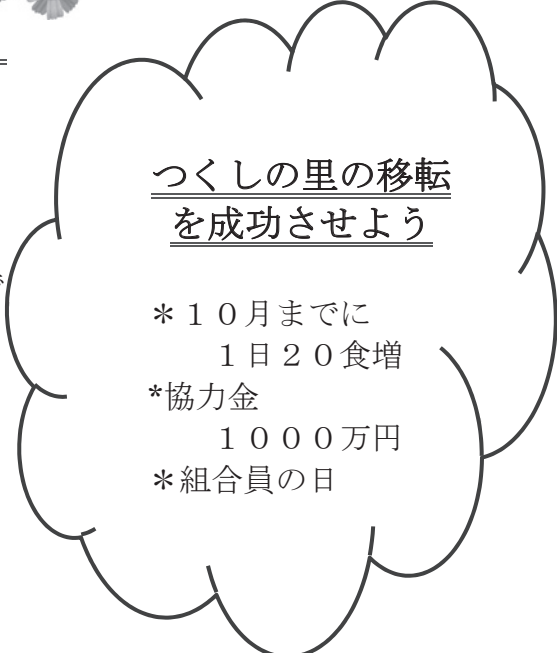 つくしの里の移転
を成功させよう
＊１０月までに
１日２０食増
*協力金
１０００万円
＊組合員の日